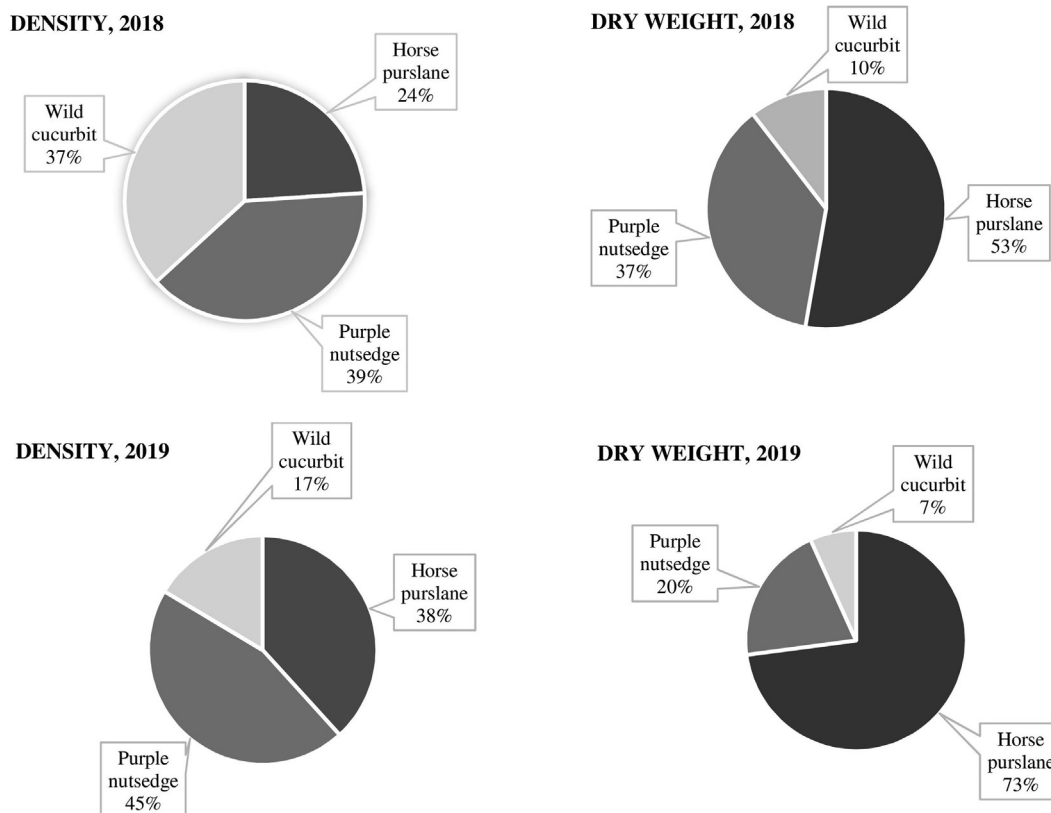 DENSITY, 2018
Horse
purslane
24%
Wild
cucurbit
37%
Purple
nutsedge
39%
DRY WEIGHT, 2018
Wild
cucurbit
10%
Horse
purslane
53%
Purple
nutsedge
37%
DENSITY, 2019
Wild
cucurbit
17%
Horse
purslane
38%
Purple
nutsedge
45%
DRY WEIGHT, 2019
Wild
cucurbit
7%
Purple
nutsedge
20%
Horse
purslane
73%